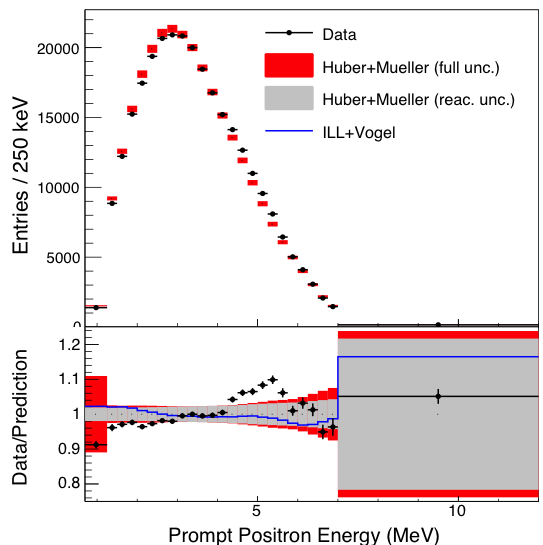 Entries / 250 keV
20000
15000
10000
5000
0
Data
Huber+Mueller (full unc.)
Huber+Mueller (reac. unc.)
ILL+Vogel
Data/Prediction
1.2
1.1
1
0.9
0.8
5
10
Prompt Positron Energy (MeV)